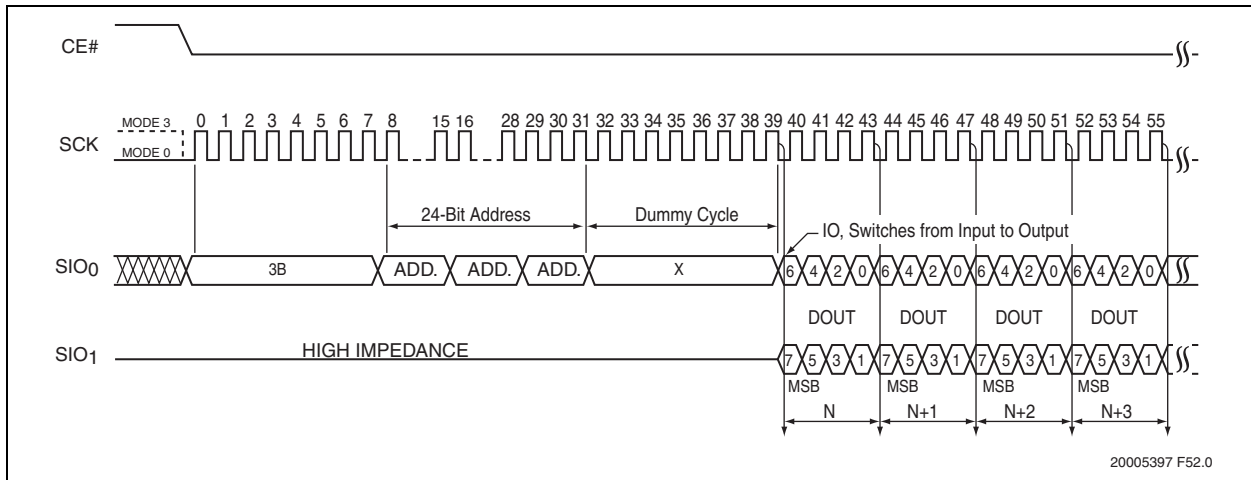 CE#
MODE 3
0 1 2 3 4 5 6 7 8 15 16 28 29 30 31 32 33 34 35 36 37 38 39 40 41 42 43 44 45 46 47 48 49 50 51 52 53 54 55
SCK
MODE 0
24-Bit Address
Dummy Cycle
IO, Switches from Input to Output
SIO0
3B
ADD. ADD. ADD.
X
6 4 2 0 6 4 2 0 6 4 2 0 6 4 2 0
DOUT DOUT DOUT DOUT
SIO1
HIGH IMPEDANCE
7 5 3 1 7 5 3 1 7 5 3 1 7 5 3 1
MSB MSB MSB MSB
N N+1 N+2 N+3
20005397 F52.0